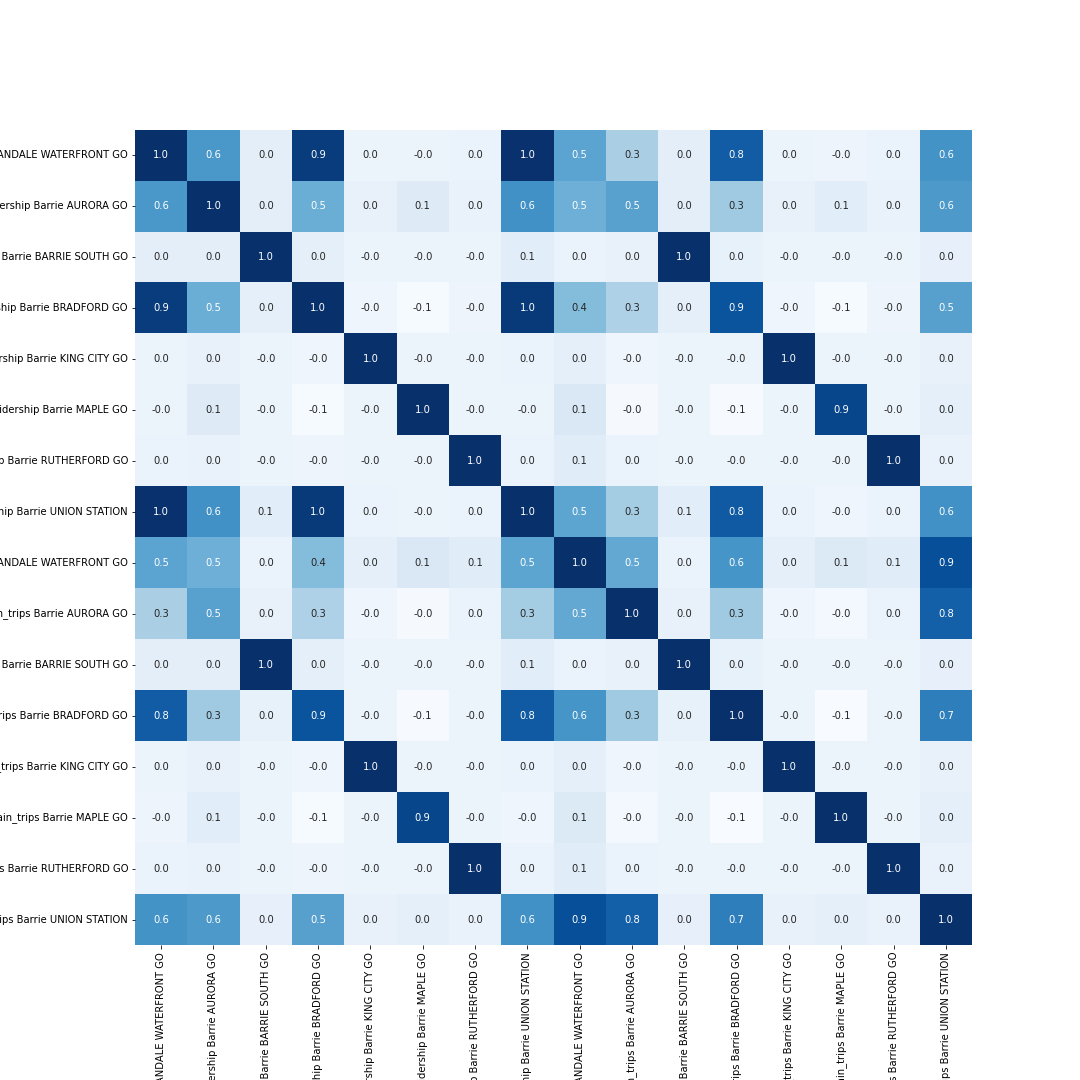 ANDALE WATERFRONT GO 1.0 0.6 0.0 0.9 0.0 -0.0 0.0 1.0 0.5 0.3 0.0 0.8 0.0 -0.0 0.0 0.6
ership Barrie AURORA GO 0.6 1.0 0.0 0.5 0.0 0.1 0.0 0.6 0.5 0.5 0.0 0.3 0.0 0.1 0.0 0.6
Barrie BARRIE SOUTH GO 0.0 0.0 1.0 0.0 -0.0 -0.0 -0.0 0.1 0.0 0.0 1.0 0.0 -0.0 -0.0 -0.0 0.0
hip Barrie BRADFORD GO 0.9 0.5 0.0 1.0 -0.0 -0.1 -0.0 1.0 0.4 0.3 0.0 0.9 -0.0 -0.1 -0.0 0.5
rship Barrie KING CITY GO 0.0 0.0 -0.0 -0.0 1.0 -0.0 -0.0 0.0 0.0 -0.0 -0.0 -0.0 1.0 -0.0 -0.0 0.0
idership Barrie MAPLE GO -0.0 0.1 -0.0 -0.1 -0.0 1.0 -0.0 -0.0 0.1 -0.0 -0.0 -0.1 -0.0 0.9 -0.0 0.0
p Barrie RUTHERFORD GO 0.0 0.0 -0.0 -0.0 -0.0 -0.0 1.0 0.0 0.1 0.0 -0.0 -0.0 -0.0 -0.0 1.0 0.0
hip Barrie UNION STATION 1.0 0.6 0.1 1.0 0.0 -0.0 0.0 1.0 0.5 0.3 0.1 0.8 0.0 -0.0 0.0 0.6
ANDALE WATERFRONT GO 0.5 0.5 0.0 0.4 0.0 0.1 0.1 0.5 1.0 0.5 0.0 0.6 0.0 0.1 0.1 0.9
n_trips Barrie AURORA GO 0.3 0.5 0.0 0.3 -0.0 -0.0 0.0 0.3 0.5 1.0 0.0 0.3 -0.0 -0.0 0.0 0.8
Barrie BARRIE SOUTH GO 0.0 0.0 1.0 0.0 -0.0 -0.0 -0.0 0.1 0.0 0.0 1.0 0.0 -0.0 -0.0 -0.0 0.0
rips Barrie BRADFORD GO 0.8 0.3 0.0 0.9 -0.0 -0.1 -0.0 0.8 0.6 0.3 0.0 1.0 -0.0 -0.1 -0.0 0.7
_trips Barrie KING CITY GO 0.0 0.0 -0.0 -0.0 1.0 -0.0 -0.0 0.0 0.0 -0.0 -0.0 -0.0 1.0 -0.0 -0.0 0.0
ain_trips Barrie MAPLE GO -0.0 0.1 -0.0 -0.1 -0.0 0.9 -0.0 -0.0 0.1 -0.0 -0.0 -0.1 -0.0 1.0 -0.0 0.0
s Barrie RUTHERFORD GO 0.0 0.0 -0.0 -0.0 -0.0 -0.0 1.0 0.0 0.1 0.0 -0.0 -0.0 -0.0 -0.0 1.0 0.0
ips Barrie UNION STATION 0.6 0.6 0.0 0.5 0.0 0.0 0.0 0.6 0.9 0.8 0.0 0.7 0.0 0.0 0.0 1.0
ANDALE WATERFRONT GO
ership Barrie AURORA GO
Barrie BARRIE SOUTH GO
hip Barrie BRADFORD GO
rship Barrie KING CITY GO
dership Barrie MAPLE GO
p Barrie RUTHERFORD GO
hip Barrie UNION STATION
ANDALE WATERFRONT GO
n_trips Barrie AURORA GO
Barrie BARRIE SOUTH GO
rips Barrie BRADFORD GO
trips Barrie KING CITY GO
in_trips Barrie MAPLE GO
s Barrie RUTHERFORD GO
ps Barrie UNION STATION